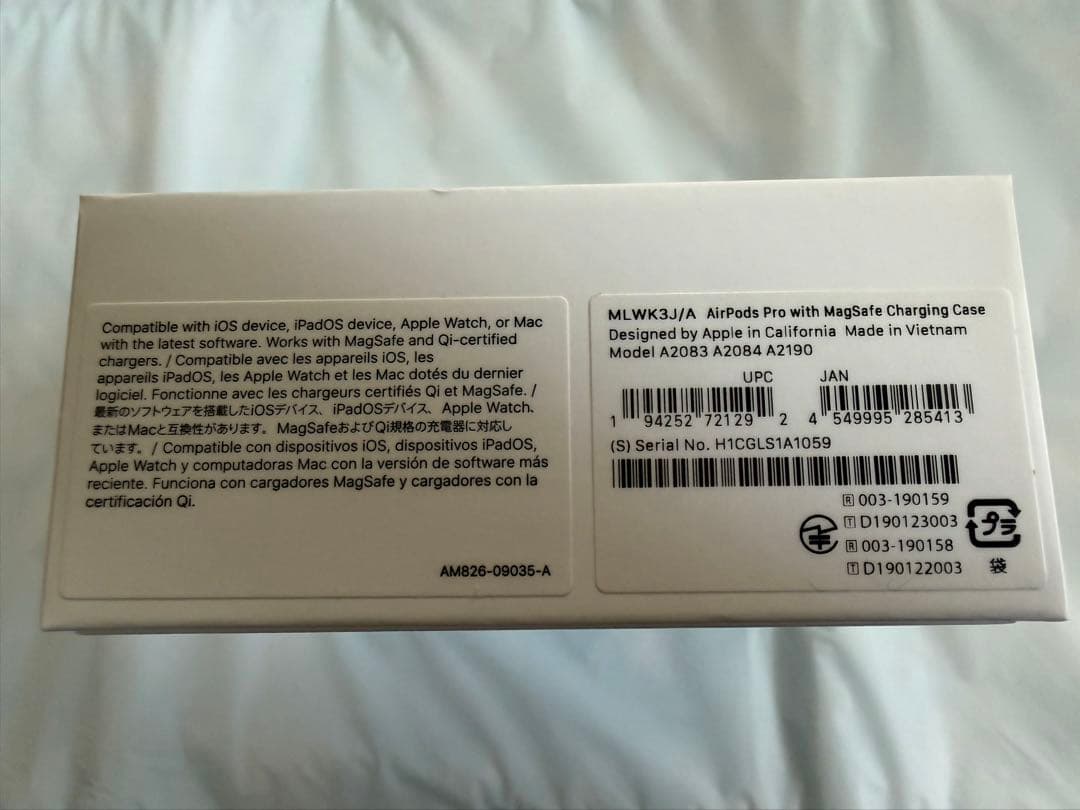 Compatible with iOS device, iPadOS device, Apple Watch, or Mac
with the latest software. Works with MagSafe and Qi-certified
chargers. / Compatible avec les appareils iOS, les
appareils iPadOS, les Apple Watch et les Mac dotés du dernier
logiciel. Fonctionne avec les chargeurs certifiés Qi et MagSafe. /
最新のソフトウェアを搭載したiOSデバイス、iPadOSデバイス、Apple Watch、
またはMacと互換性があります。MagSafeおよびQi規格の充電器に対応し
ています。/ Compatible con dispositivos iOS, dispositivos iPadOS,
Apple Watch y computadoras Mac con la versión de software más
reciente. Funciona con cargadores MagSafe y cargadores con la
certificación Qi.
AM826-09035-A
MLWK3J/A AirPods Pro with MagSafe Charging Case
Designed by Apple in California Made in Vietnam
Model A2083 A2084 A2190
UPC JAN
1 94252 72129 2 4 549995 285413
(S) Serial No. H1CGLS1A1059
R 003-190159
T D190123003
R 003-190158
T D190122003
プラ
袋